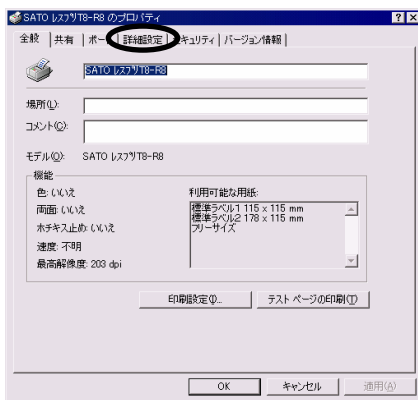 SATO レスプリT8-R8 のプロパティ
全般 共有 ポー 詳細設定 キュリティ バージョン情報
SATO レスプリT8-R8
場所(L):
コメント(C):
モデル(O): SATO レスプリT8-R8
機能
色: いいえ
利用可能な用紙:
両面: いいえ
標準ラベル1 115 x 115 mm
標準ラベル2 178 x 115 mm
ホチキス止め: いいえ
フリーサイズ
速度: 不明
最高解像度: 203 dpi
印刷設定(I)...
テスト ページの印刷(T)
OK
キャンセル
適用(A)